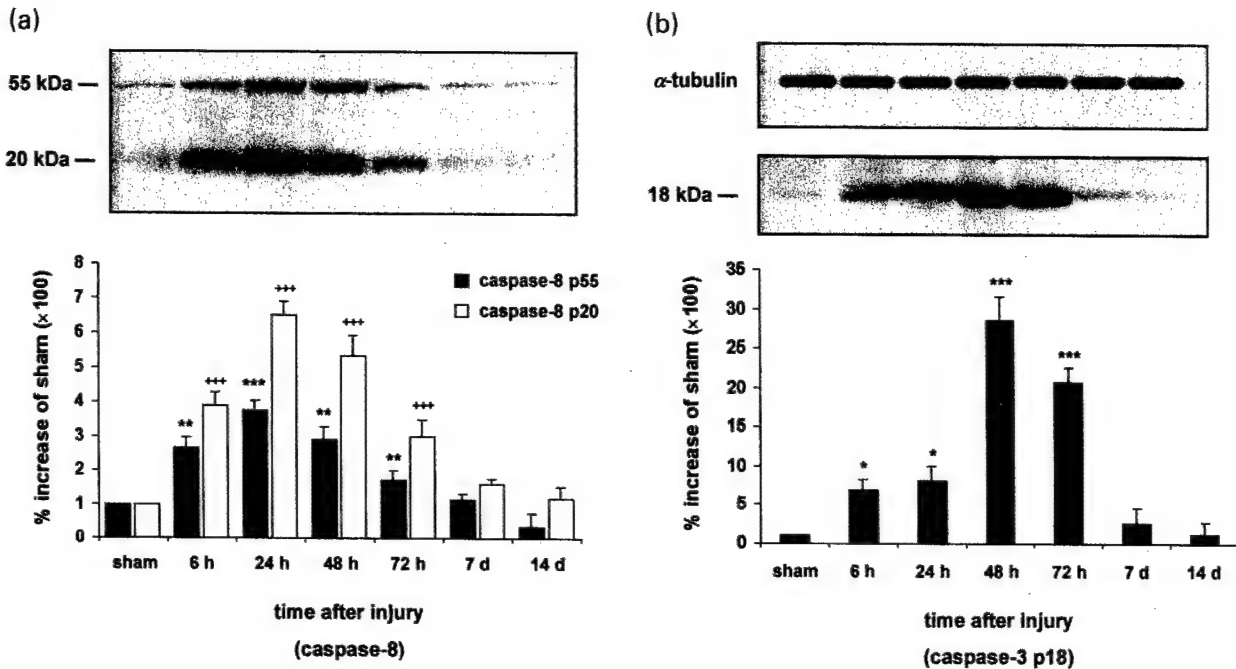 (a)
55 kDa —
20 kDa —
% increase of sham (×100)
8
7
6
5
4
3
2
1
0
caspase-8 p55
caspase-8 p20
**
+++
***
+++
**
+++
**
+++
sham 6 h 24 h 48 h 72 h 7 d 14 d
time after injury
(caspase-8)
(b)
α-tubulin
18 kDa —
% increase of sham (×100)
35
30
25
20
15
10
5
0
*
*
***
***
sham 6 h 24 h 48 h 72 h 7 d 14 d
time after injury
(caspase-3 p18)